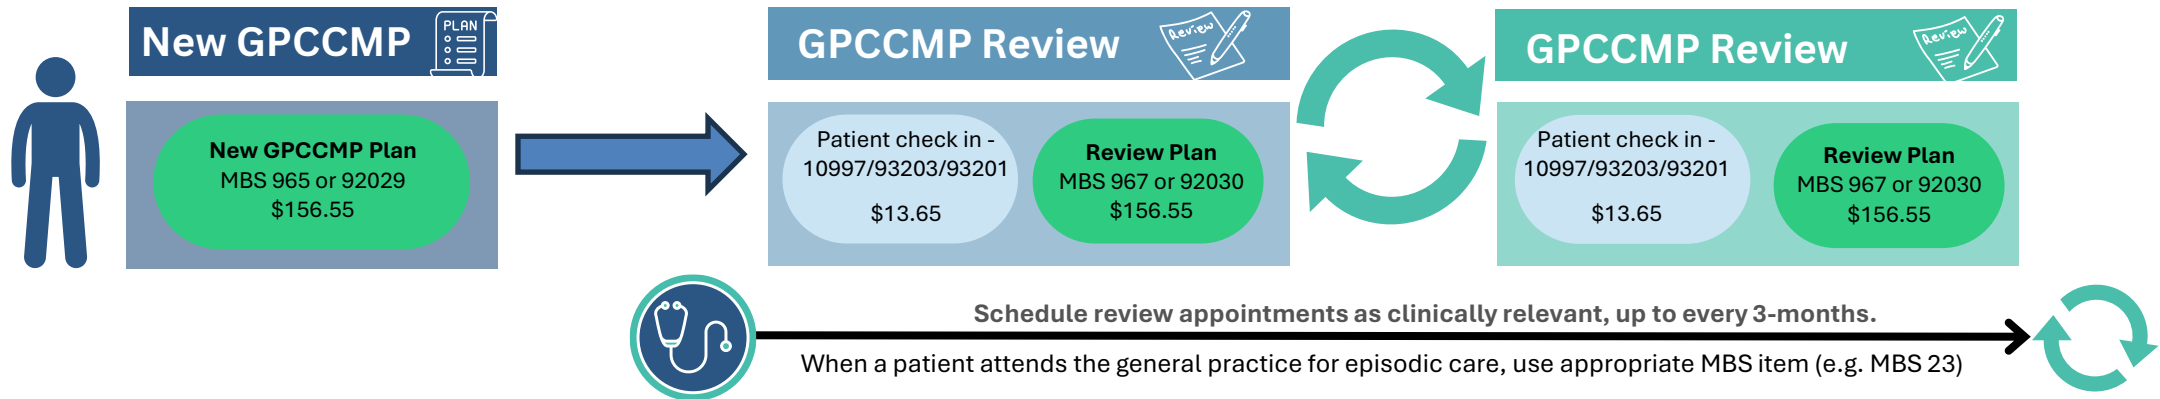 New GPCCMP
PLAN
New GPCCMP Plan
MBS 965 or 92029
$156.55
GPCCMP Review
Review
Patient check in -
10997/93203/93201
$13.65
Review Plan
MBS 967 or 92030
$156.55
GPCCMP Review
Review
Patient check in -
10997/93203/93201
$13.65
Review Plan
MBS 967 or 92030
$156.55
Schedule review appointments as clinically relevant, up to every 3-months.
When a patient attends the general practice for episodic care, use appropriate MBS item (e.g. MBS 23)